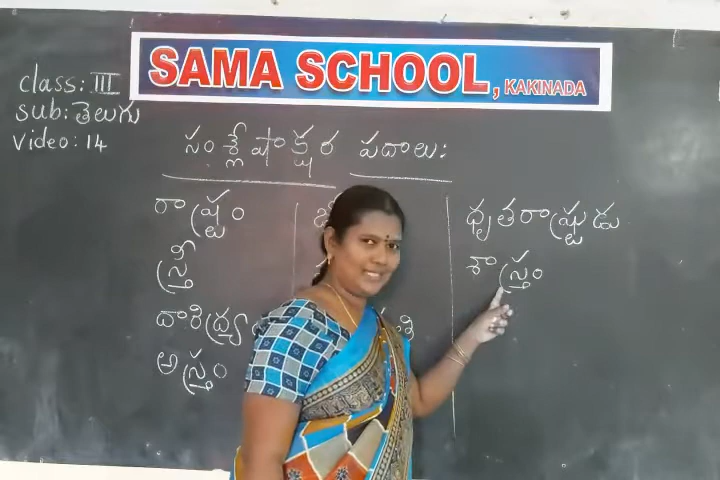 SAMA SCHOOL, KAKINADA
class: III
sub: తెలుగు
Video: 14
సంశ్లేషాక్షర పదాలు:
రాష్ట్రం
స్త్రీ
దారిద్ర్య
అస్త్రం
ధృతరాష్ట్రుడు
శాస్త్రం